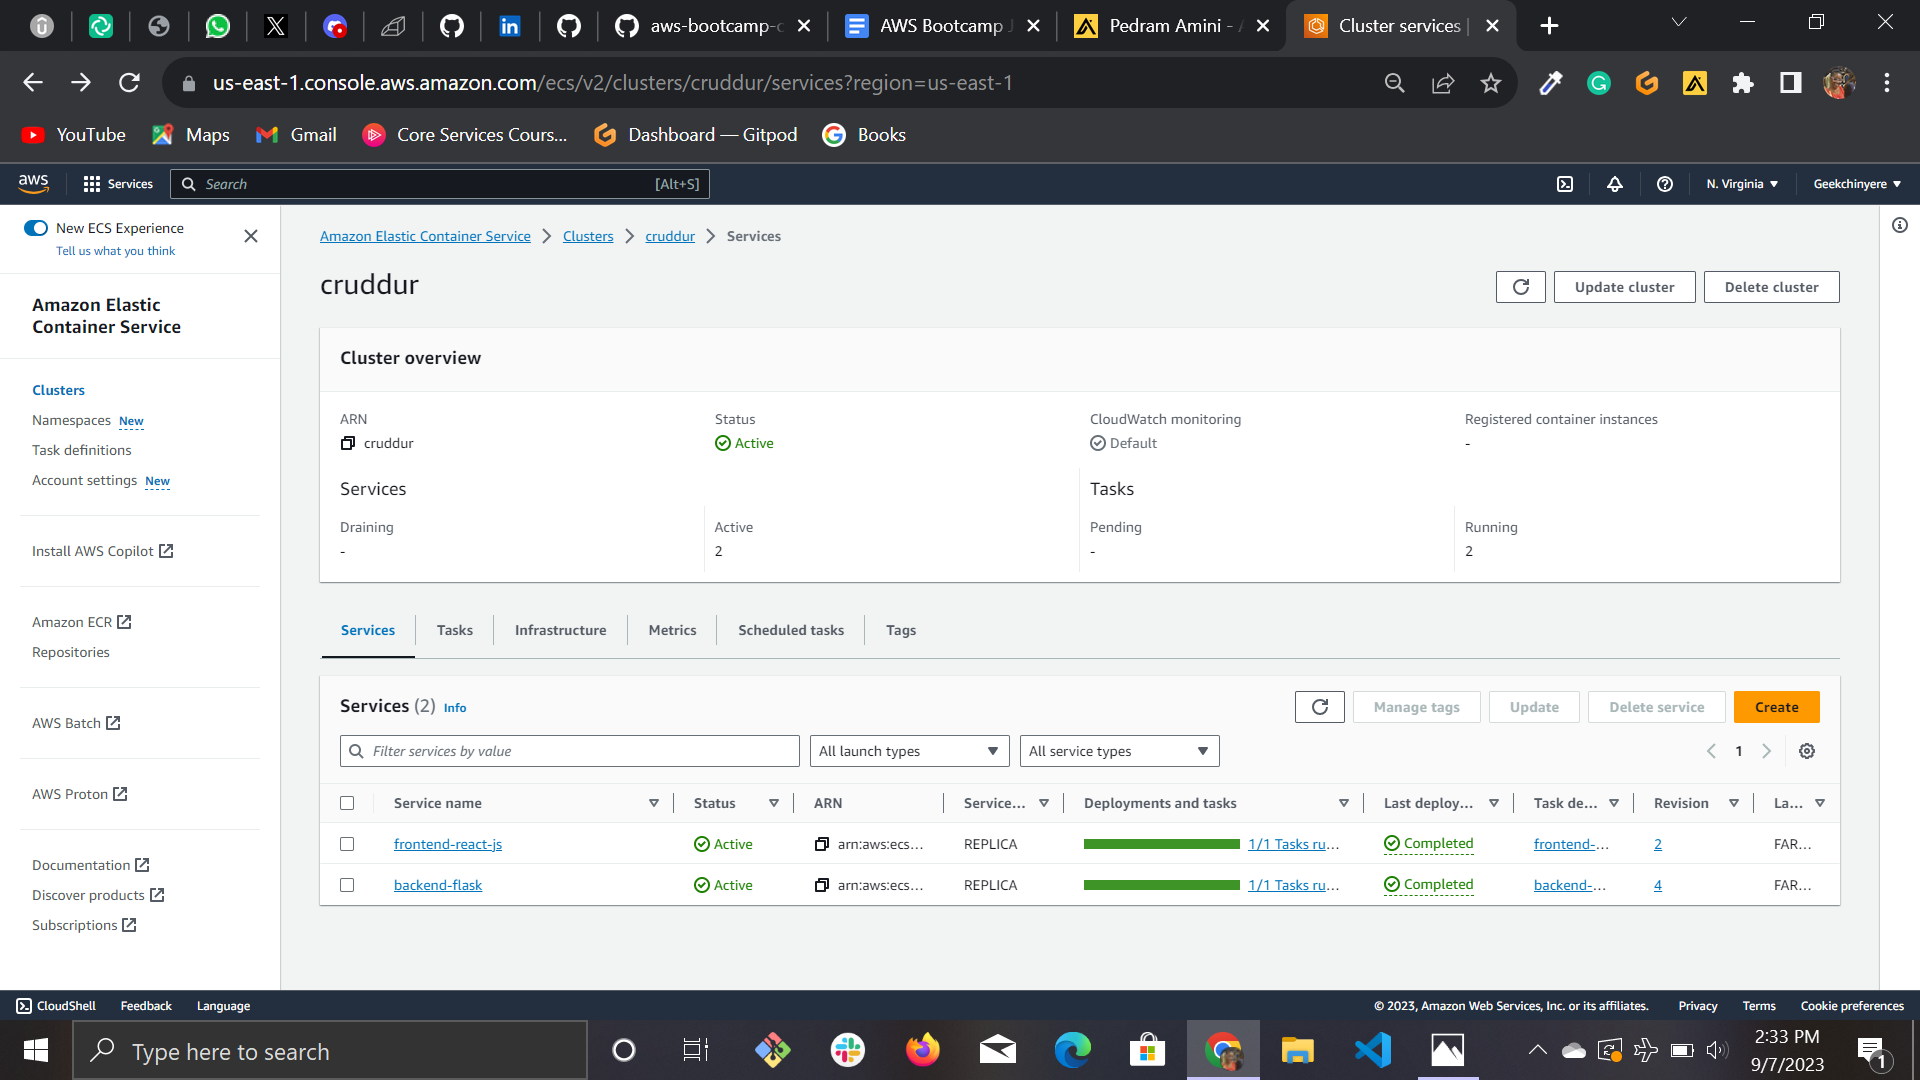 aws-bootcamp-c
AWS Bootcamp J
Pedram Amini - A
Cluster services |
us-east-1.console.aws.amazon.com/ecs/v2/clusters/cruddur/services?region=us-east-1
YouTube
Maps
Gmail
Core Services Cours...
Dashboard — Gitpod
Books
aws
Services
Search
[Alt+S]
N. Virginia
Geekchinyere
New ECS Experience
Tell us what you think
Amazon Elastic Container Service
Clusters
cruddur
Services
Amazon Elastic
Container Service
Clusters
Namespaces New
Task definitions
Account settings New
Install AWS Copilot
Amazon ECR
Repositories
AWS Batch
AWS Proton
Documentation
Discover products
Subscriptions
cruddur
Update cluster
Delete cluster
Cluster overview
ARN
cruddur
Status
Active
CloudWatch monitoring
Default
Registered container instances
-
Services
Tasks
Draining
-
Active
2
Pending
-
Running
2
Services
Tasks
Infrastructure
Metrics
Scheduled tasks
Tags
Services (2) Info
Manage tags
Update
Delete service
Create
Filter services by value
All launch types
All service types
1
Service name
Status
ARN
Service...
Deployments and tasks
Last deploy...
Task de...
Revision
La...
frontend-react-js
Active
arn:aws:ecs...
REPLICA
1/1 Tasks ru...
Completed
frontend-...
2
FAR...
backend-flask
Active
arn:aws:ecs...
REPLICA
1/1 Tasks ru...
Completed
backend-...
4
FAR...
CloudShell
Feedback
Language
© 2023, Amazon Web Services, Inc. or its affiliates.
Privacy
Terms
Cookie preferences
Type here to search
2:33 PM
9/7/2023
1